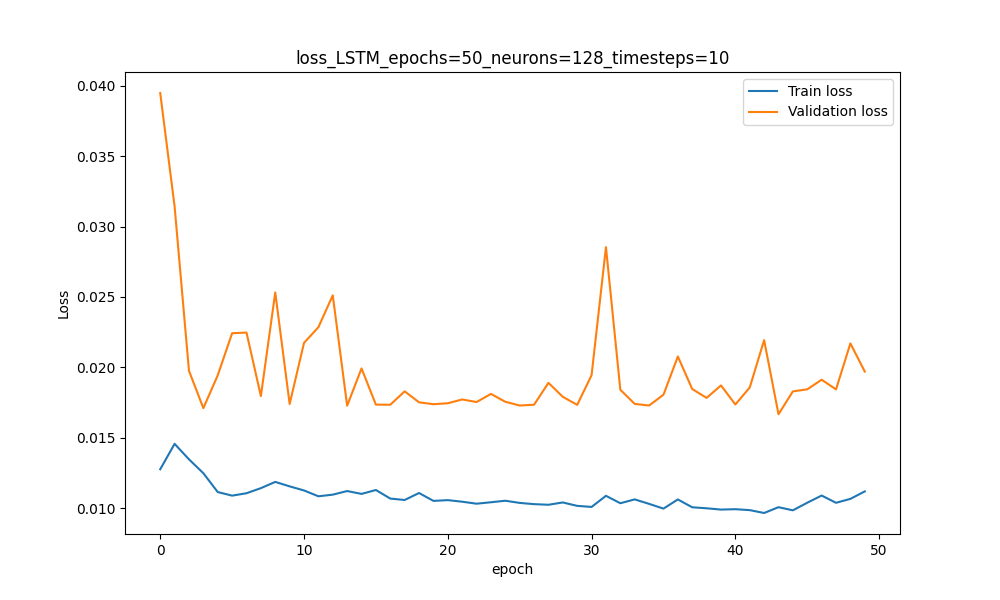 loss_LSTM_epochs=50_neurons=128_timesteps=10
Train loss
Validation loss
0.040
0.035
0.030
0.025
0.020
0.015
0.010
Loss
0
10
20
30
40
50
epoch